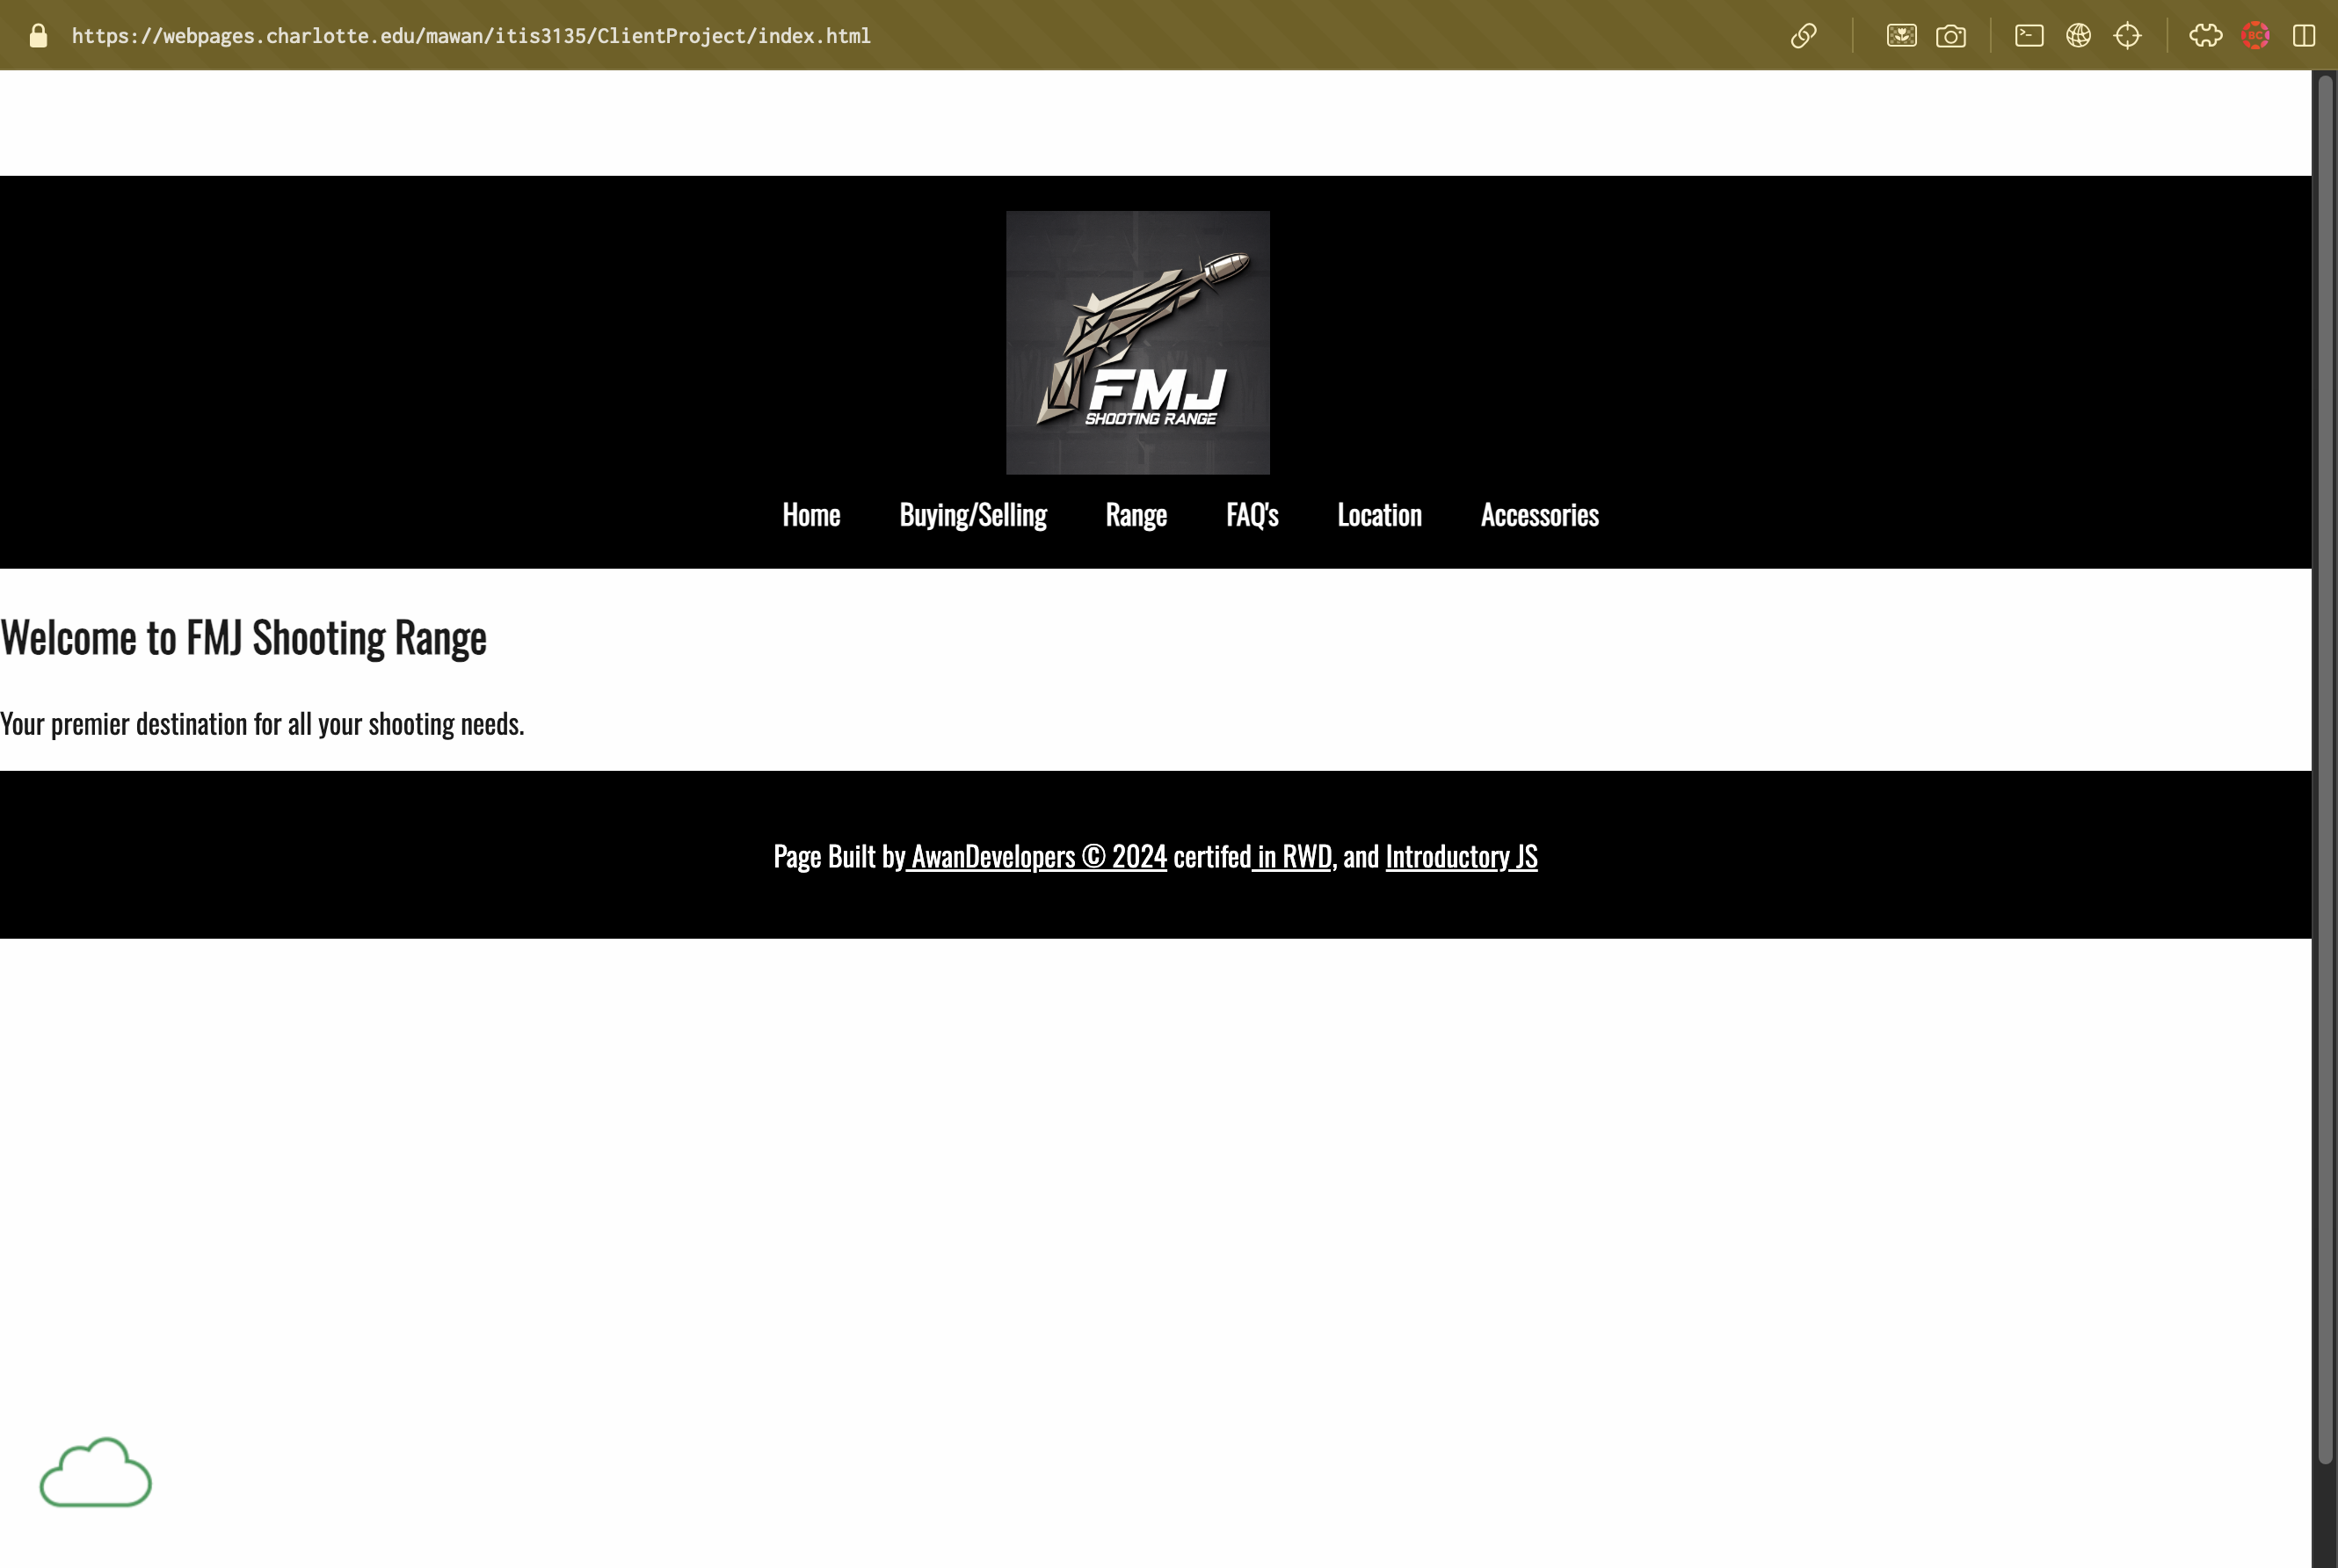 https://webpages.charlotte.edu/mawan/itis3135/ClientProject/index.html
BC
FMJ
SHOOTING RANGE
Home Buying/Selling Range FAQ's Location Accessories
Welcome to FMJ Shooting Range
Your premier destination for all your shooting needs.
Page Built by AwanDevelopers © 2024 certifed in RWD, and Introductory JS